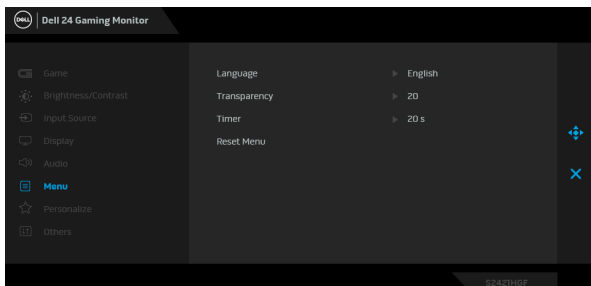 DELL Dell 24 Gaming Monitor
Game
Language English
Brightness/Contrast
Transparency 20
Input Source
Timer 20 s
Display
Reset Menu
Audio
Menu
Personalize
Others
S2421HGF